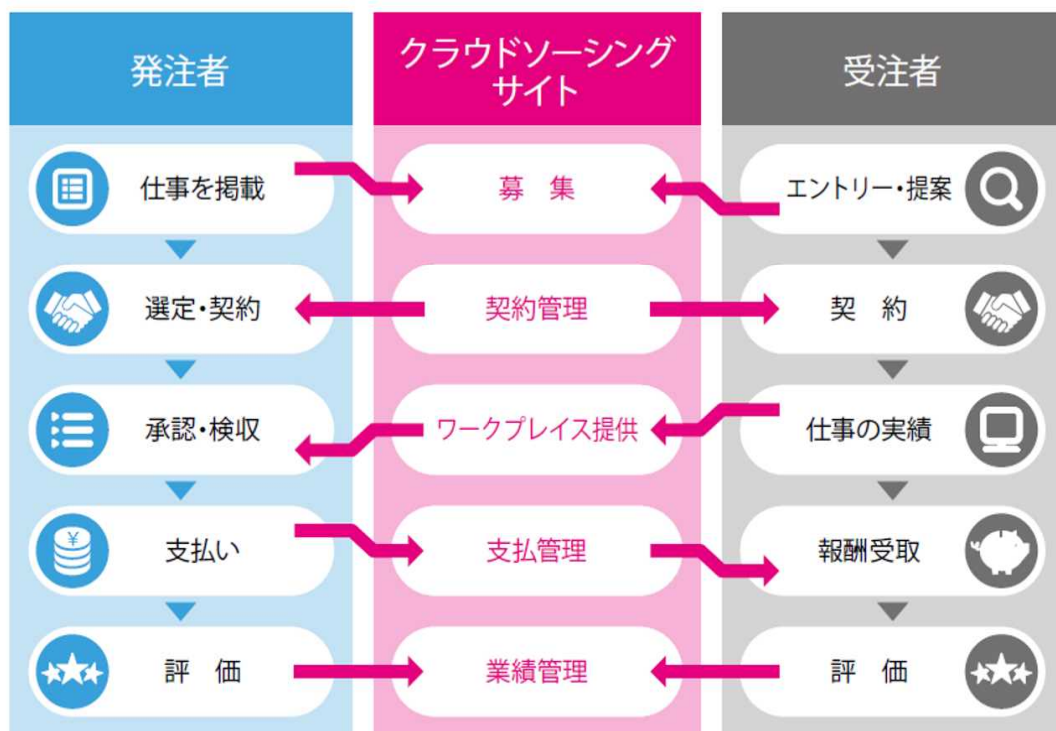 発注者
クラウドソーシング
サイト
受注者
仕事を掲載
募 集
エントリー・提案
選定・契約
契約管理
契 約
承認・検収
ワークプレイス提供
仕事の実績
¥
支払い
支払管理
報酬受取
評 価
業績管理
評 価